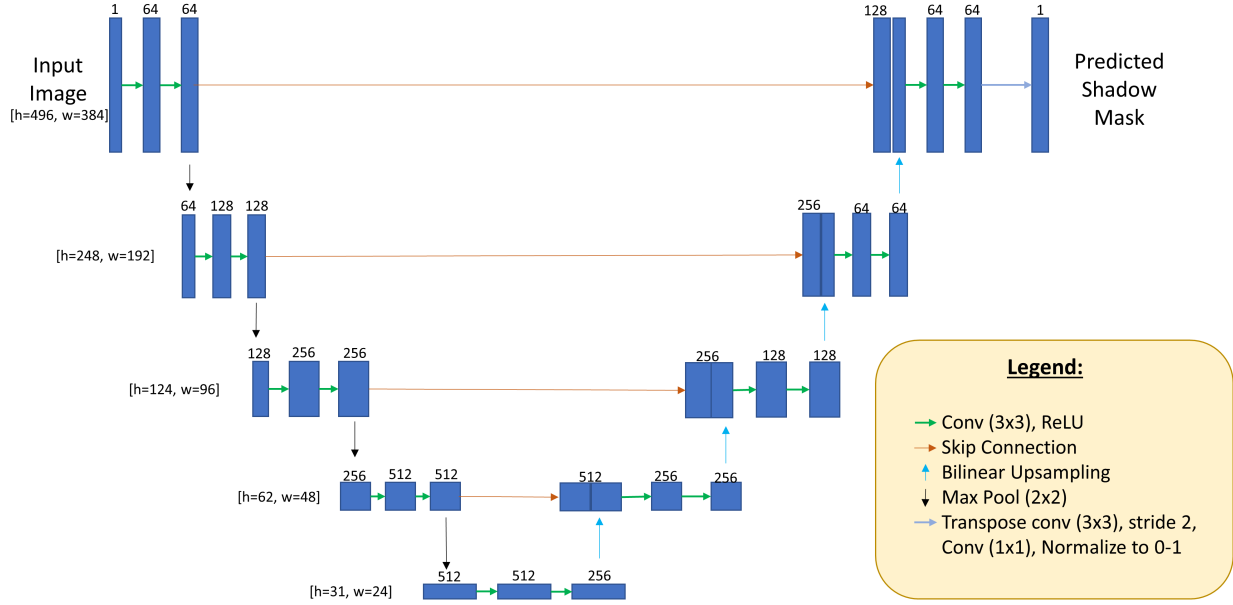 1 64 64 128 64 64 1
Input
Image
[h=496, w=384]
Predicted
Shadow
Mask
64 128 128 256 64 64
[h=248, w=192]
128 256 256 256 128 128
[h=124, w=96]
256 512 512 512 256 256
[h=62, w=48]
512 512 256
[h=31, w=24]
Legend:
Conv (3x3), ReLU
Skip Connection
Bilinear Upsampling
Max Pool (2x2)
Transpose conv (3x3), stride 2,
Conv (1x1), Normalize to 0-1